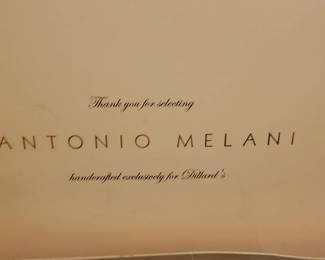 Thank you for selecting
ANTONIO MELANI
handcrafted exclusively for Dillard's